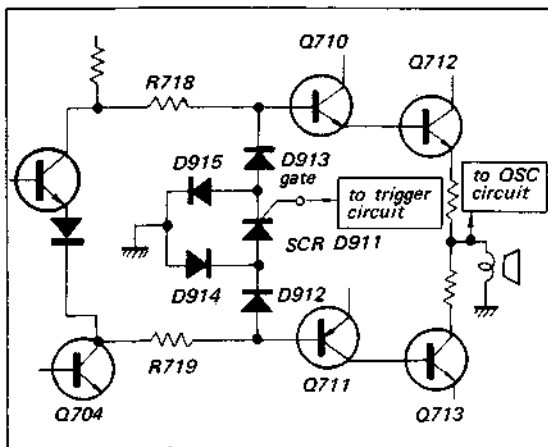 Q710
Q712
R718
D915
D913
gate
to trigger
circuit
to OSC
circuit
SCR D911
D914
D912
R719
Q711
Q704
Q713